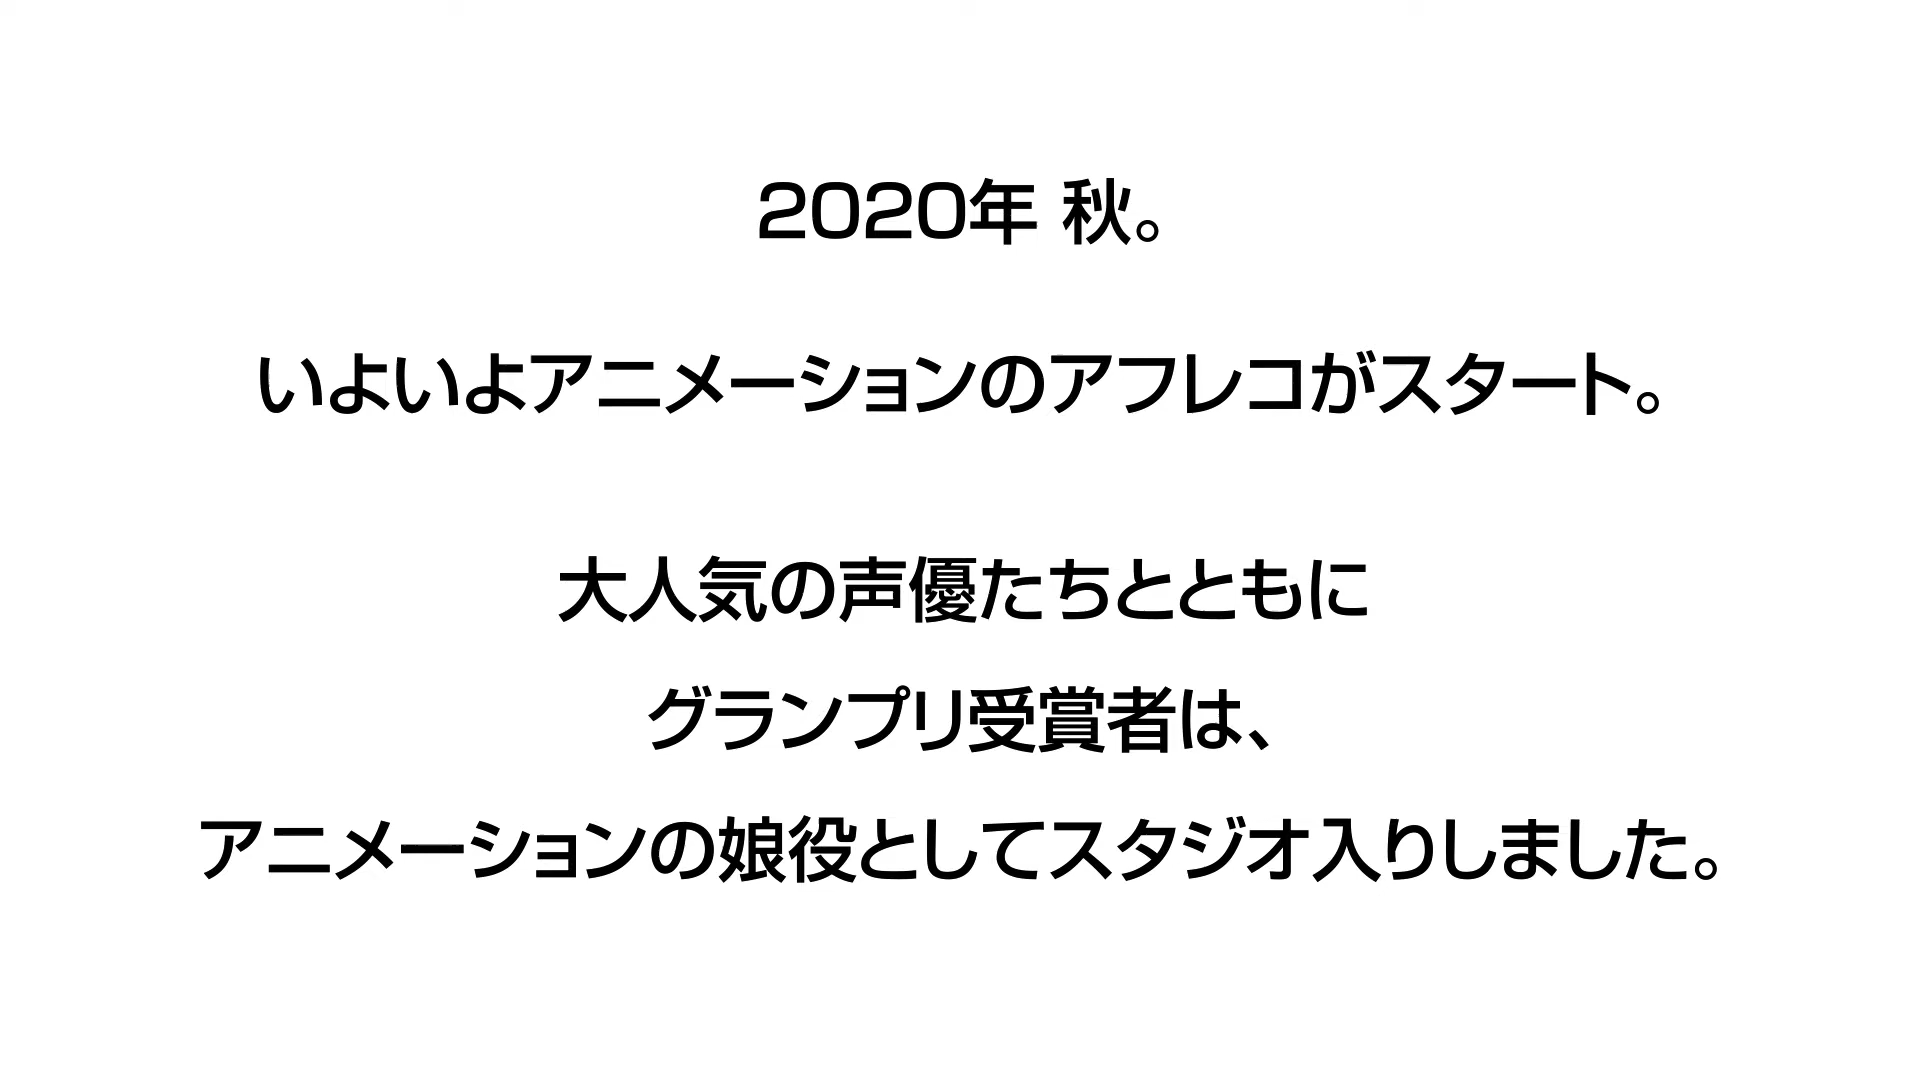 2020年 秋。
いよいよアニメーションのアフレコがスタート。
大人気の声優たちとともに
グランプリ受賞者は、
アニメーションの娘役としてスタジオ入りしました。